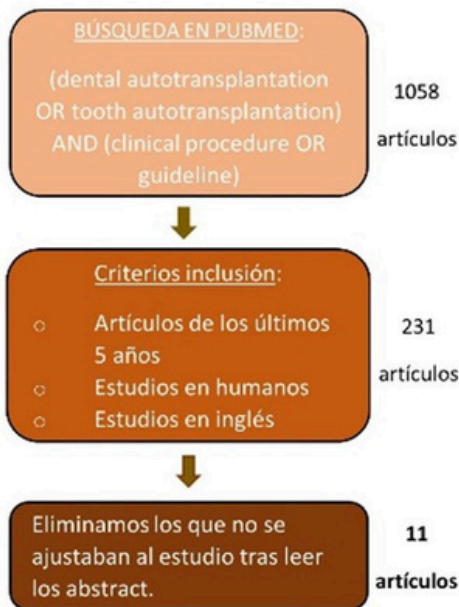 BÚSQUEDA EN PUBMED:
(dental autotransplantation
OR tooth autotransplantation)
AND (clinical procedure OR
guideline)
1058
artículos
Criterios inclusión:
○ Artículos de los últimos
5 años
○ Estudios en humanos
○ Estudios en inglés
231
artículos
Eliminamos los que no se
ajustaban al estudio tras leer
los abstract.
11
artículos